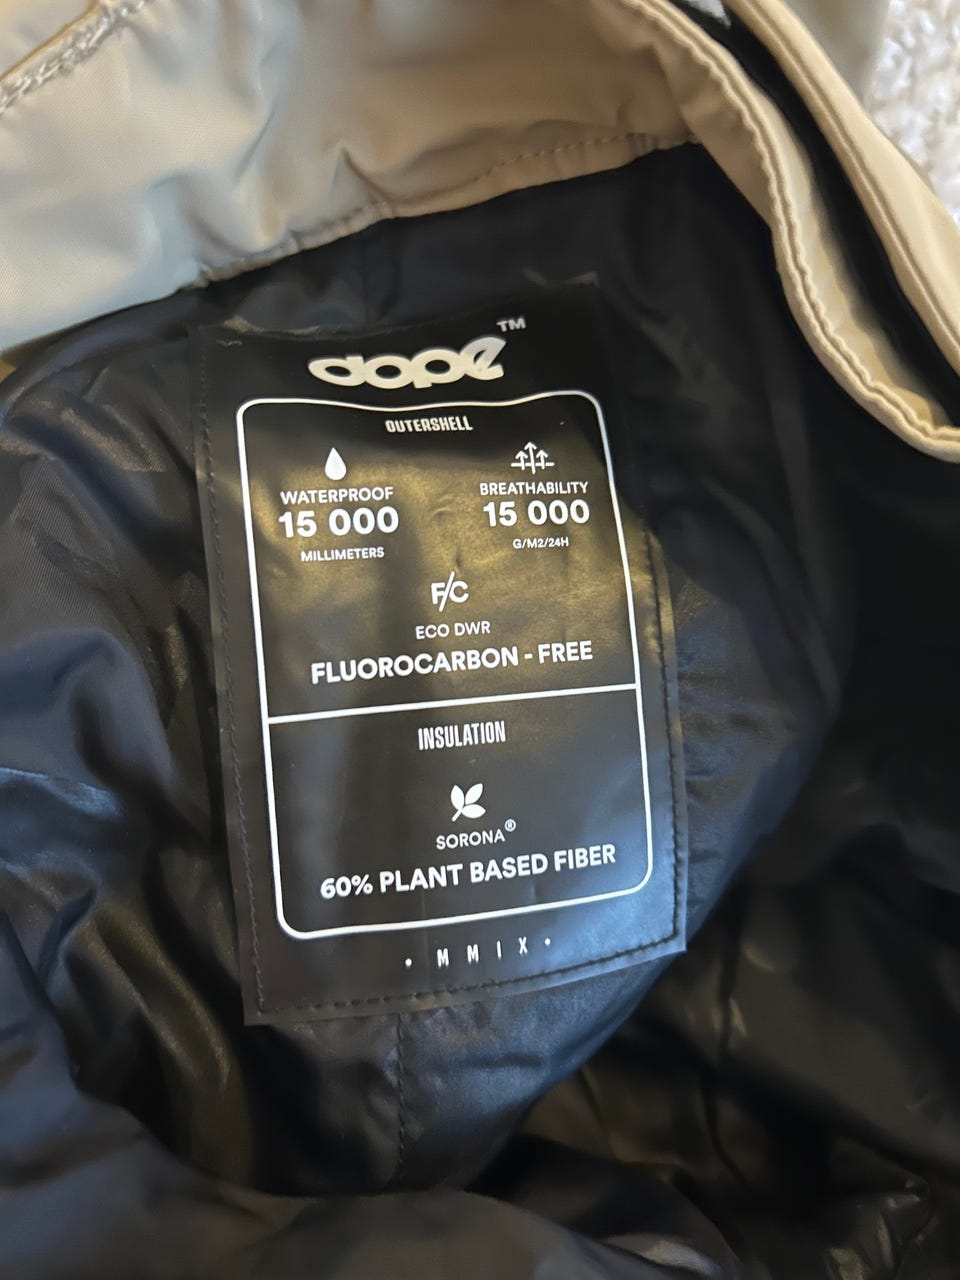 dope™
OUTERSHELL
WATERPROOF
15 000
MILLIMETERS
BREATHABILITY
15 000
G/M2/24H
F/C
ECO DWR
FLUOROCARBON - FREE
INSULATION
SORONA®
60% PLANT BASED FIBER
• M M I X •